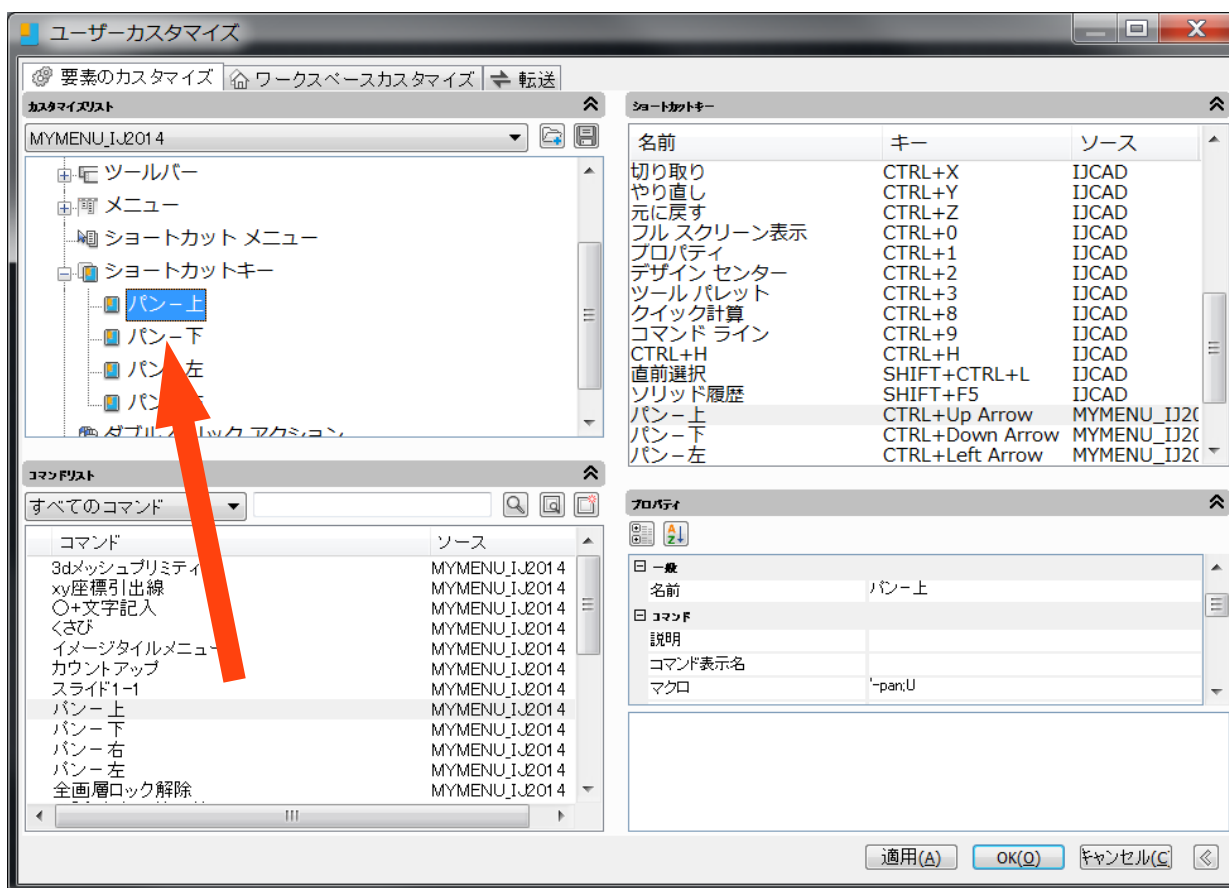 ユーザーカスタマイズ
要素のカスタマイズ ワークスペースカスタマイズ 転送
カスタマイズリスト
MYMENU_IJ2014
ツールバー
メニュー
ショートカット メニュー
ショートカットキー
パン－上
パン－下
左
ダブル
アクション
コマンドリスト
すべてのコマンド
コマンド ソース
3dメッシュプリミティ MYMENU_IJ2014
xy座標引出線 MYMENU_IJ2014
○+文字記入 MYMENU_IJ2014
くさび MYMENU_IJ2014
イメージタイルメニュー MYMENU_IJ2014
カウントアップ MYMENU_IJ2014
スライド1-1 MYMENU_IJ2014
パン－上 MYMENU_IJ2014
パン－下 MYMENU_IJ2014
パン－右 MYMENU_IJ2014
パン－左 MYMENU_IJ2014
全画層ロック解除 MYMENU_IJ2014
ショートカットキー
名前 キー ソース
切り取り CTRL+X IJCAD
やり直し CTRL+Y IJCAD
元に戻す CTRL+Z IJCAD
フル スクリーン表示 CTRL+0 IJCAD
プロパティ CTRL+1 IJCAD
デザイン センター CTRL+2 IJCAD
ツール パレット CTRL+3 IJCAD
クイック計算 CTRL+8 IJCAD
コマンド ライン CTRL+9 IJCAD
CTRL+H CTRL+H IJCAD
直前選択 SHIFT+CTRL+L IJCAD
ソリッド履歴 SHIFT+F5 IJCAD
パン－上 CTRL+Up Arrow MYMENU_IJ2(
パン－下 CTRL+Down Arrow MYMENU_IJ2(
パン－左 CTRL+Left Arrow MYMENU_IJ2(
プロパティ
一般
名前 パン－上
コマンド
説明
コマンド表示名
マクロ '-pan;U
適用(A) OK(O) キャンセル(C